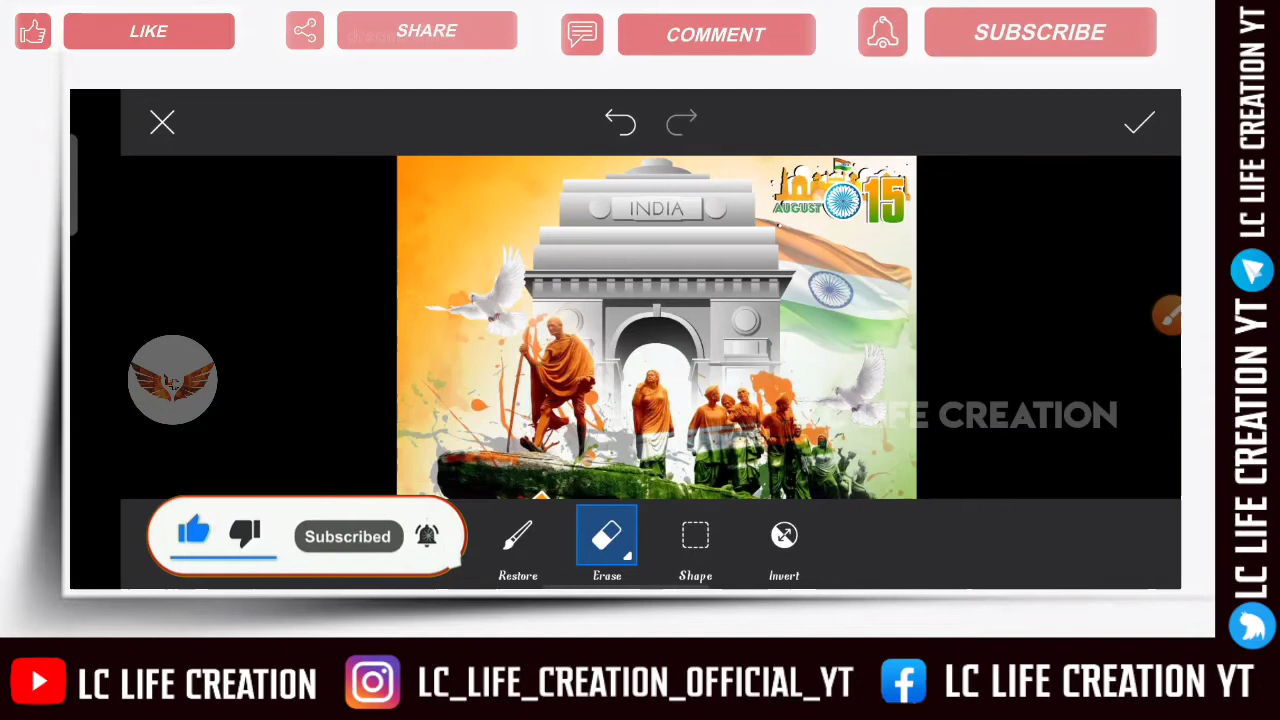 LIKE
SHARE
COMMENT
SUBSCRIBE
INDIA
AUGUST 15
LIFE CREATION
Subscribed
Restore
Erase
Shape
Invert
LC LIFE CREATION
LC_LIFE_CREATION_OFFICIAL_YT
LC LIFE CREATION YT
LC LIFE CREATION YT
LC LIFE CREATION YT